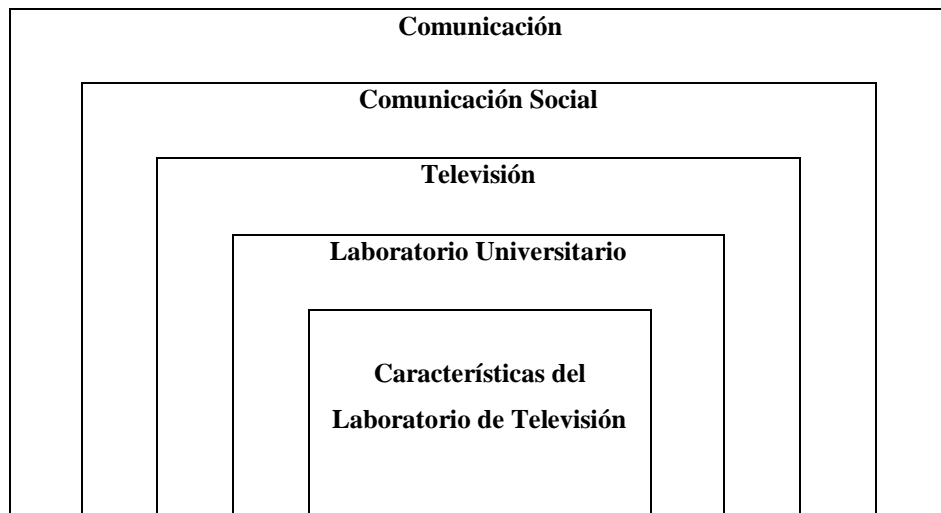 Comunicación
Comunicación Social
Televisión
Laboratorio Universitario
Características del
Laboratorio de Televisión